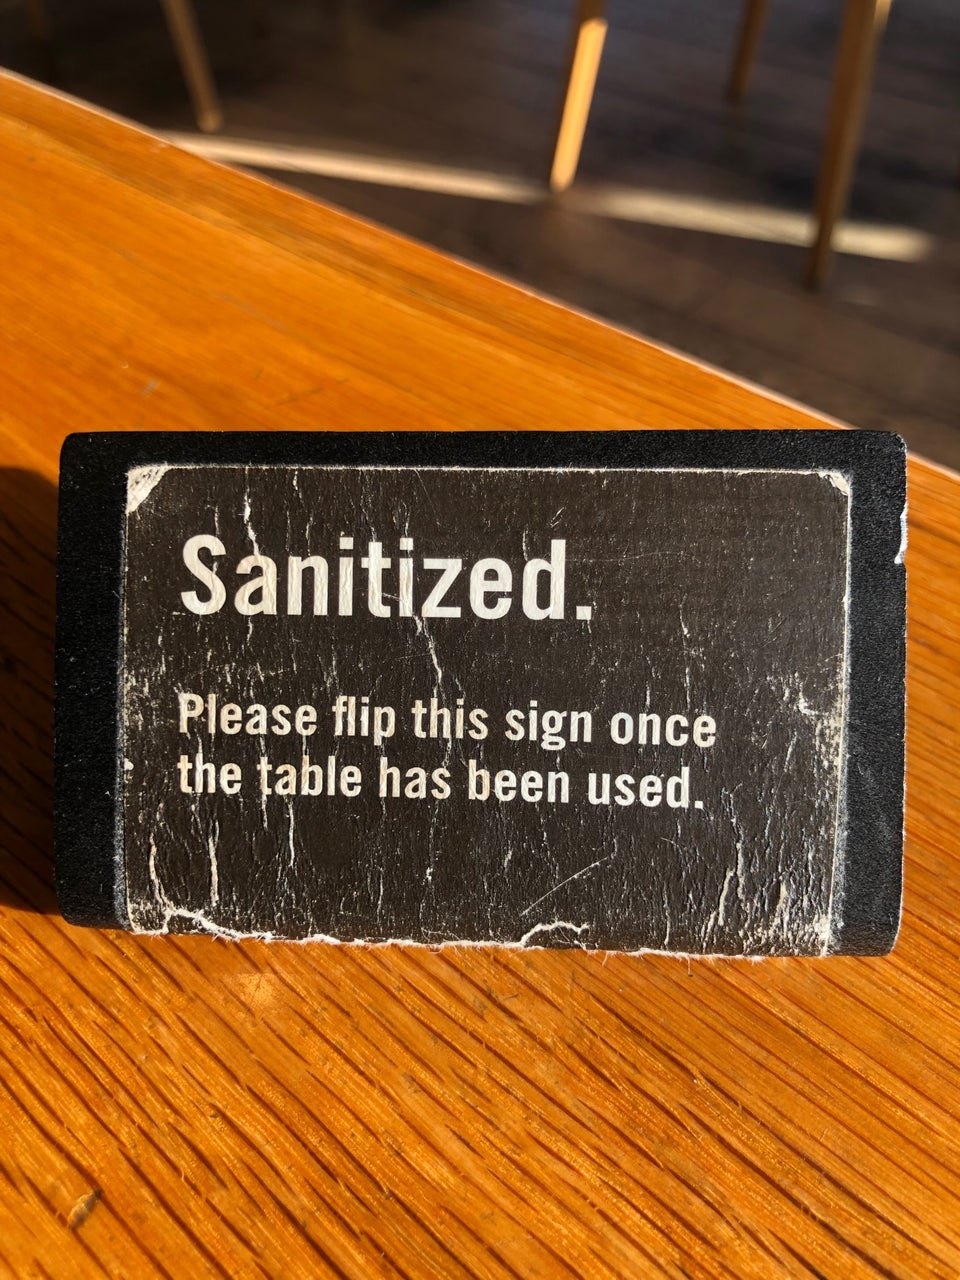 Sanitized.
Please flip this sign once
the table has been used.